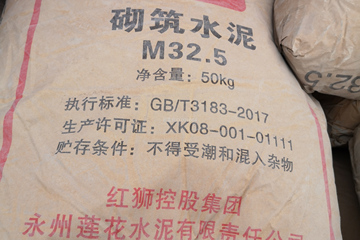 砌筑水泥
M32.5
净含量：50kg
执行标准：GB/T3183-2017
生产许可证：XK08-001-01111
贮存条件：不得受潮和混入杂物
红狮控股集团
永州莲花水泥有限责任公司
32.5